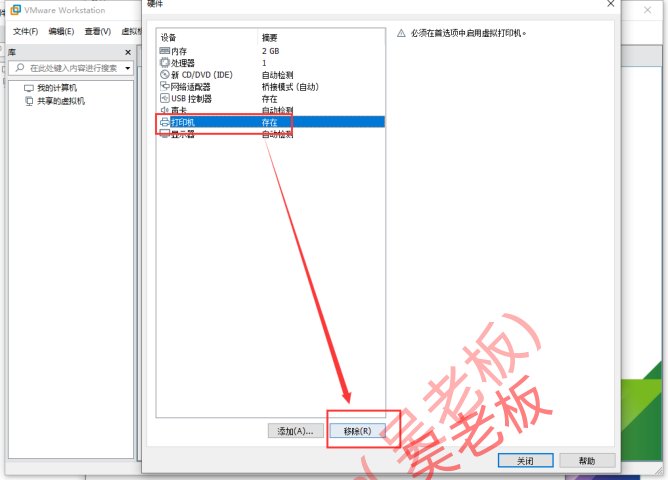 VMware Workstation
硬件
文件(F) 编辑(E) 查看(V) 虚拟机
库
在此处键入内容进行搜索
我的计算机
共享的虚拟机
设备 摘要
内存 2 GB
处理器 1
新 CD/DVD (IDE) 自动检测
网络适配器 桥接模式 (自动)
USB 控制器 存在
声卡 自动检测
打印机 存在
显示器 自动检测
必须在首选项中启用虚拟打印机。
添加(A)... 移除(R)
关闭 帮助
(吴老板)
吴老板